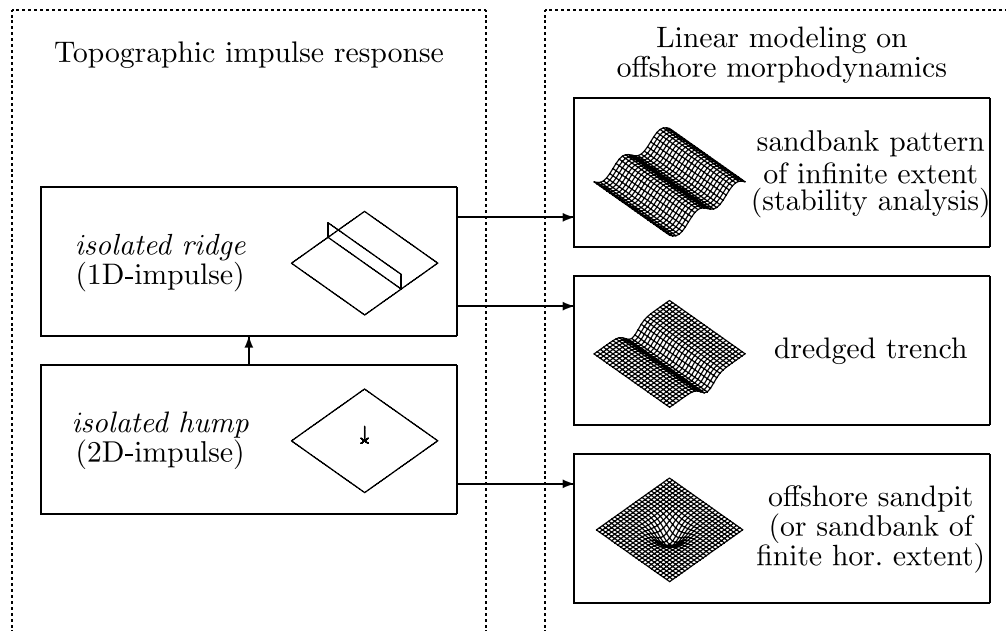 Topographic impulse response
isolated ridge
(1D-impulse)
isolated hump
(2D-impulse)
Linear modeling on
offshore morphodynamics
sandbank pattern
of infinite extent
(stability analysis)
dredged trench
offshore sandpit
(or sandbank of
finite hor. extent)